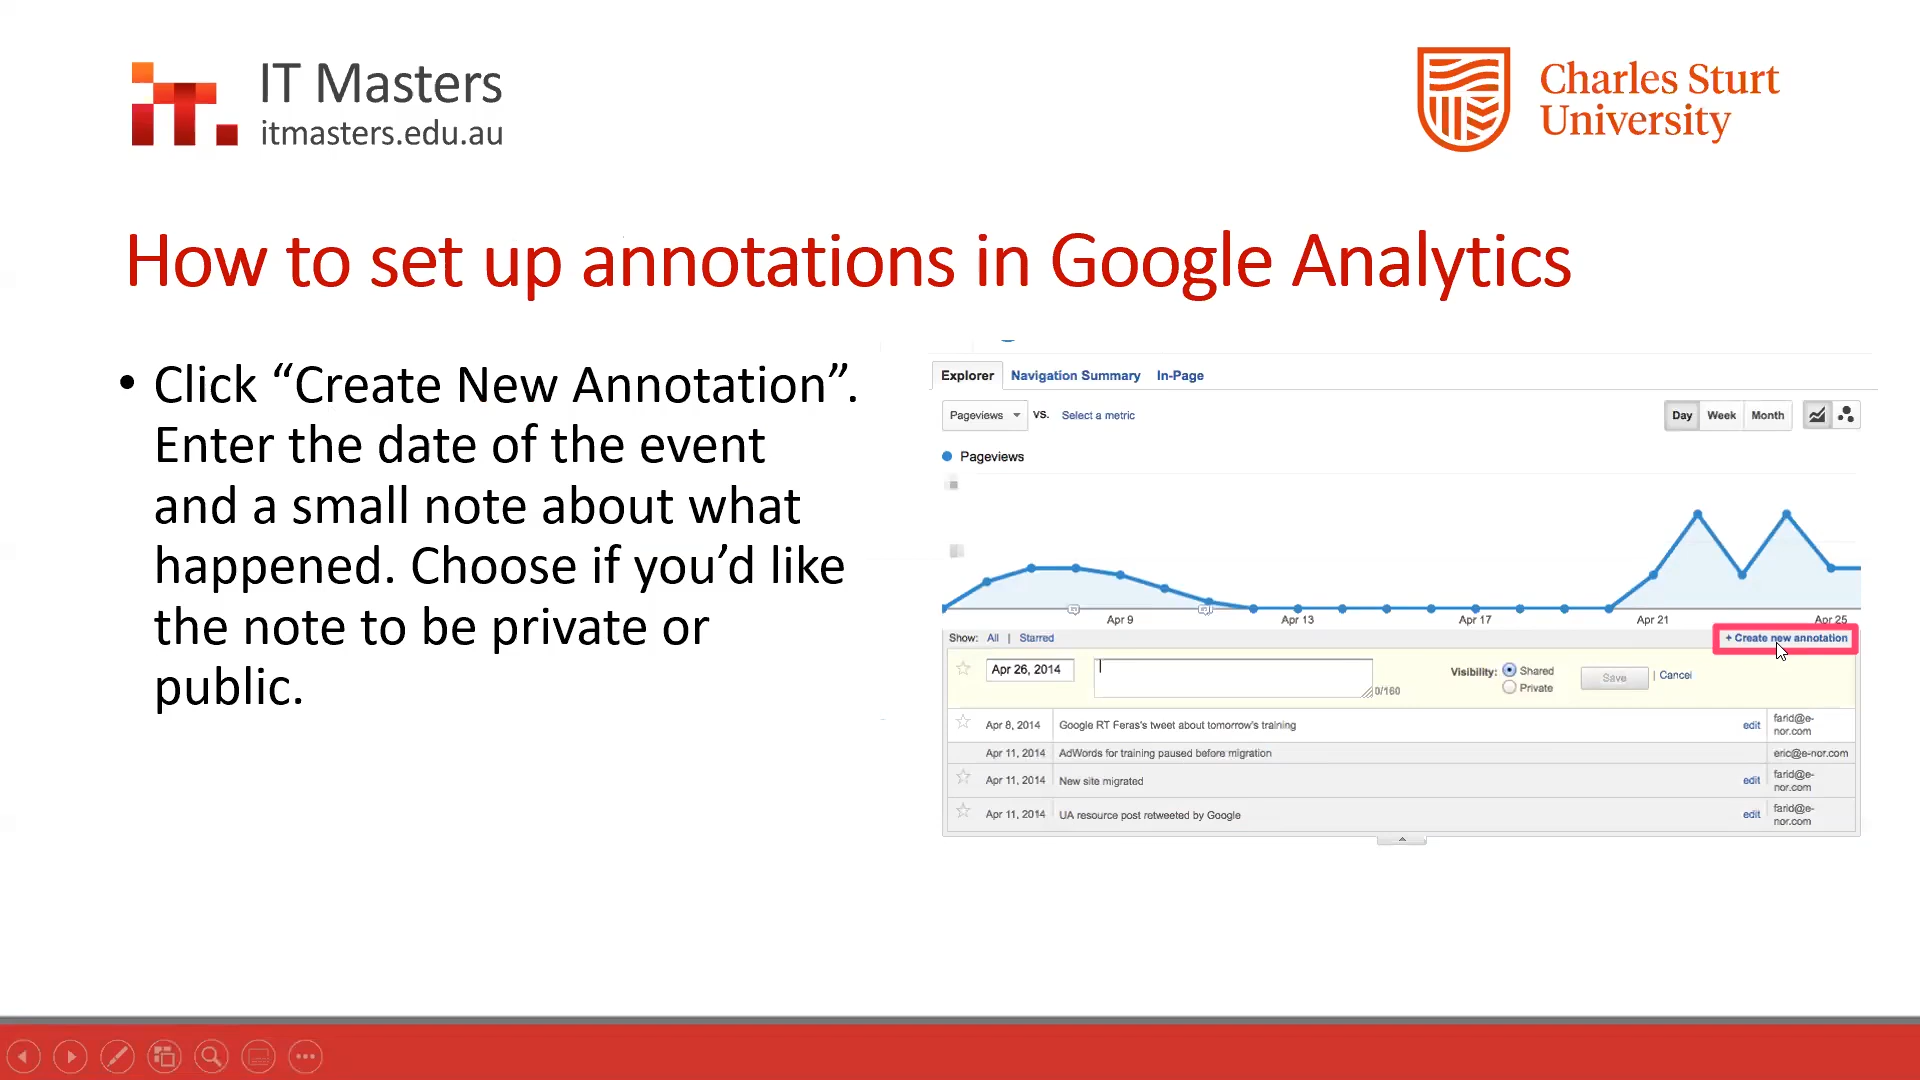 IT Masters
itmasters.edu.au
Charles Sturt
University
How to set up annotations in Google Analytics
• Click “Create New Annotation”.
Enter the date of the event
and a small note about what
happened. Choose if you’d like
the note to be private or
public.
Explorer Navigation Summary In-Page
Pageviews vs. Select a metric Day Week Month
Pageviews
Apr 9 Apr 13 Apr 17 Apr 21 Apr 25
Show: All | Starred + Create new annotation
Apr 26, 2014 0/160 Visibility: Shared Private Save | Cancel
Apr 8, 2014 Google RT Feras's tweet about tomorrow's training edit farid@e-
nor.com
Apr 11, 2014 AdWords for training paused before migration eric@e-nor.com
Apr 11, 2014 New site migrated edit farid@e-
nor.com
Apr 11, 2014 UA resource post retweeted by Google edit farid@e-
nor.com